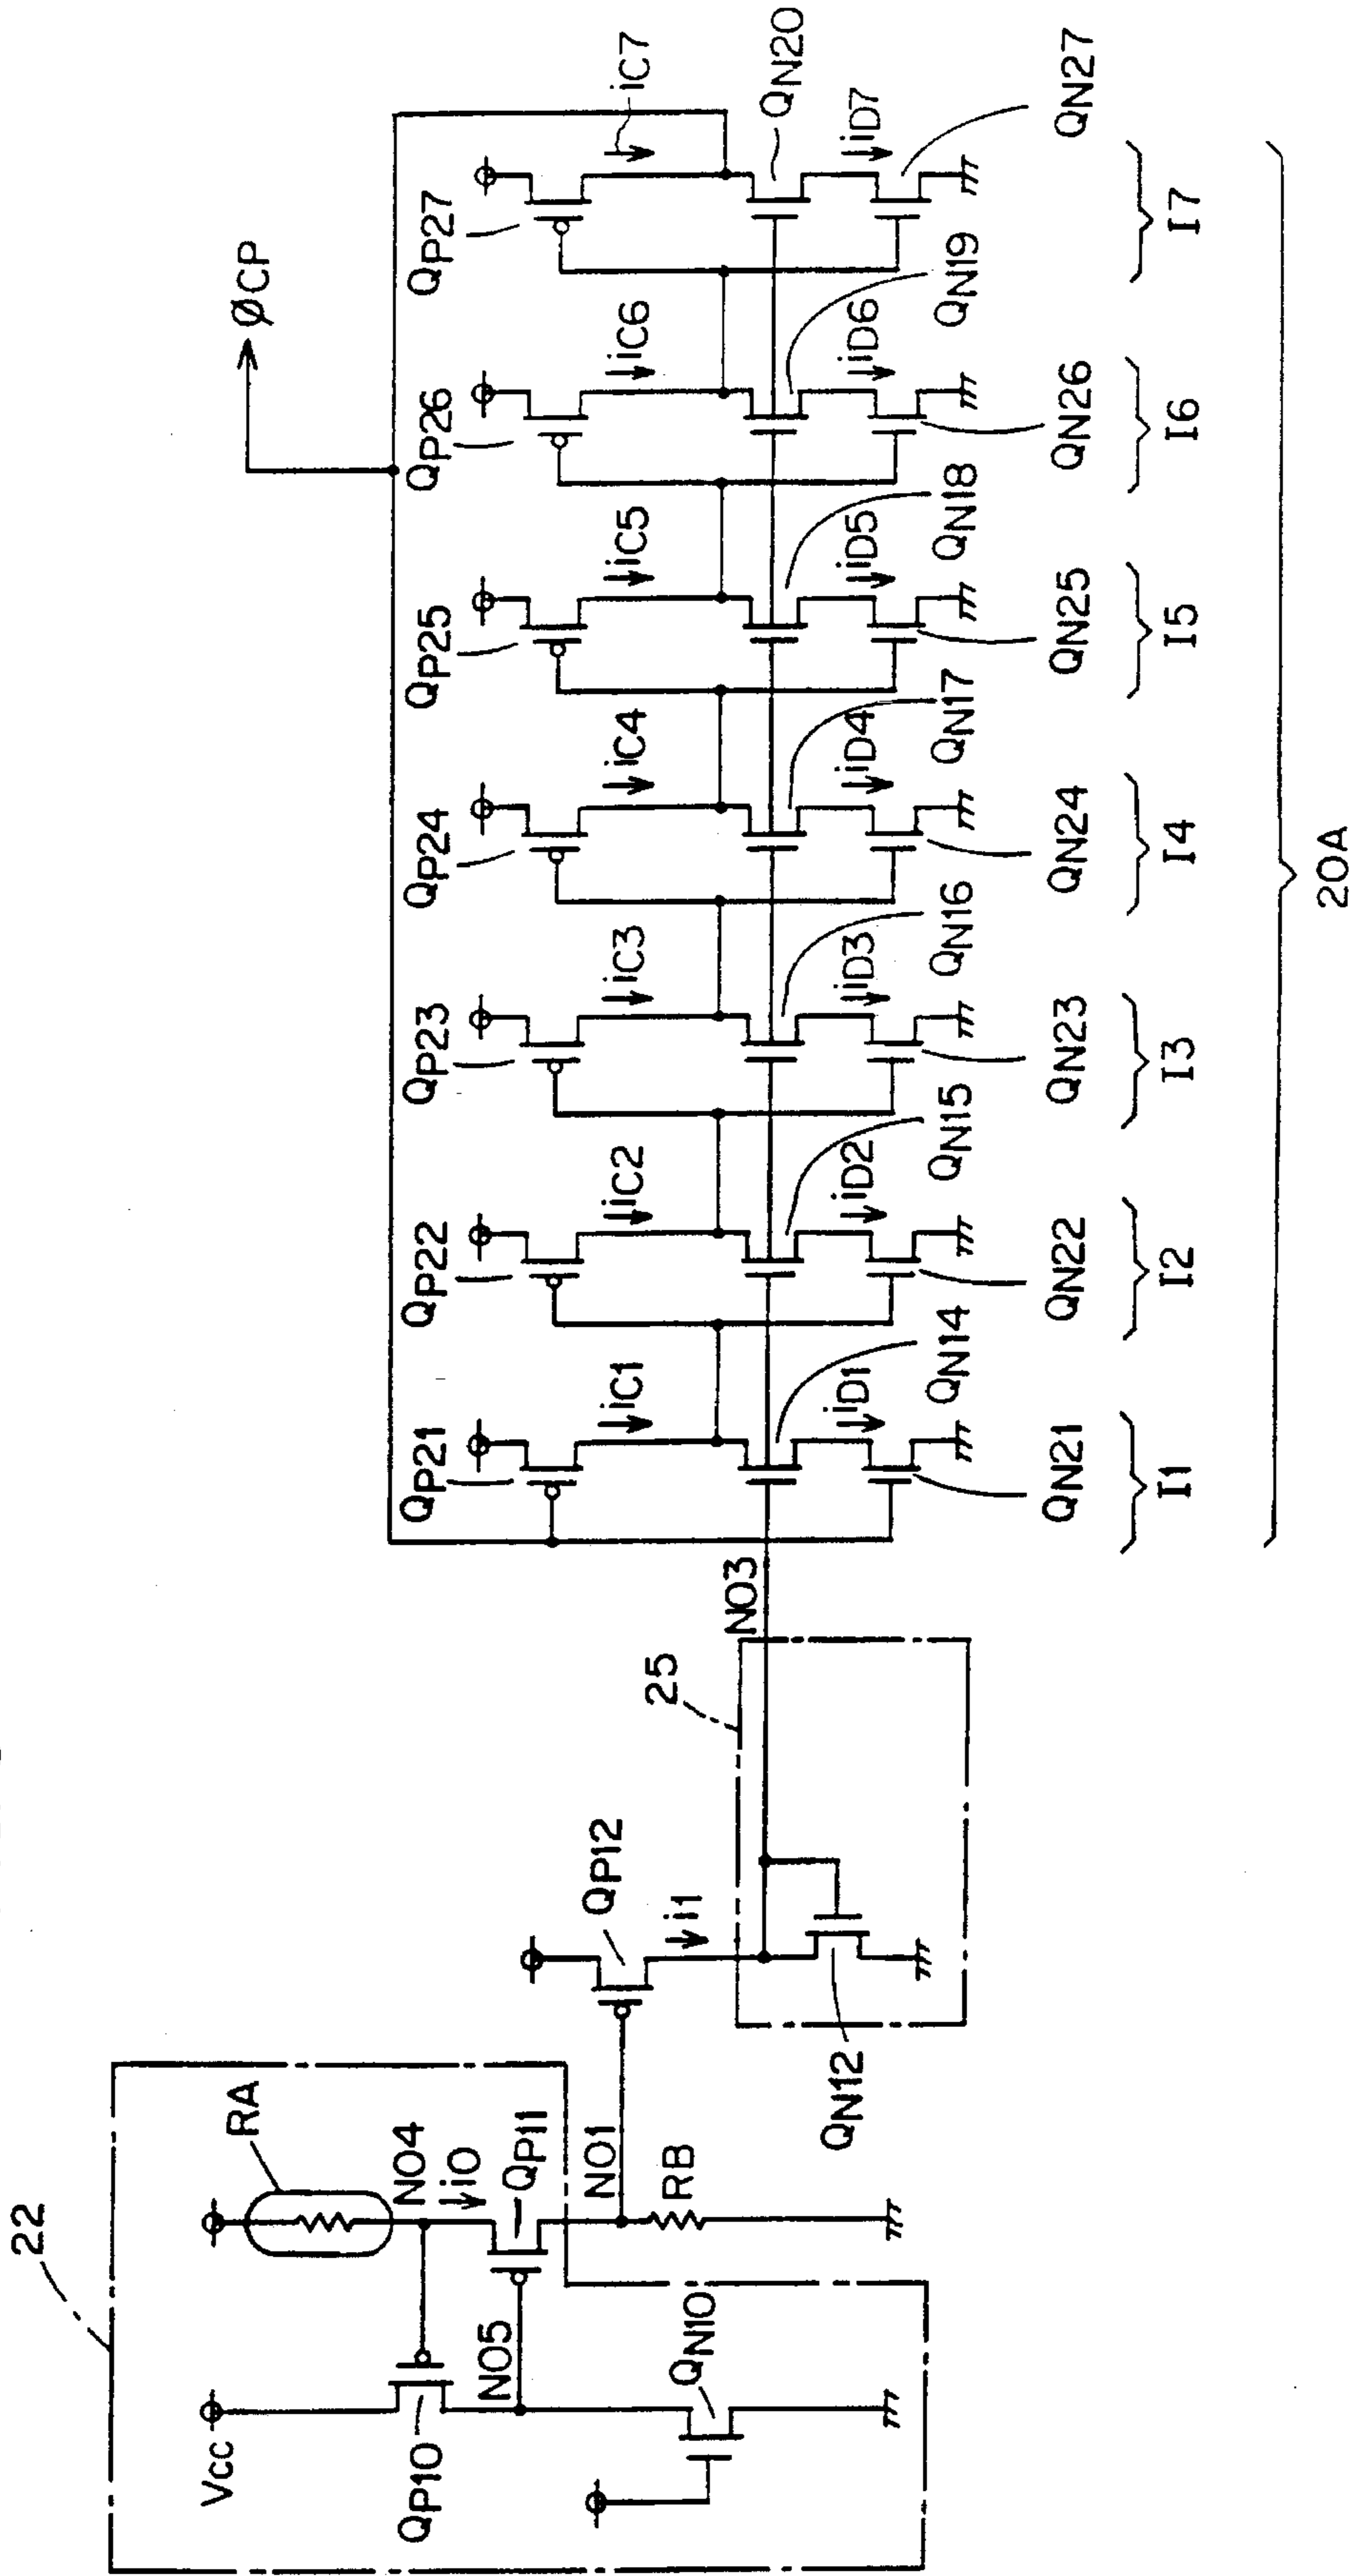 22
Vcc
QP10
RA
NO4
iO
QP11
NO5
NO1
RB
QN10
QP12
i1
25
QN12
NO3
ØCP
QP21
QP22
QP23
QP24
QP25
QP26
QP27
iC1
iC2
iC3
iC4
iC5
iC6
iC7
QN14
QN15
QN16
QN17
QN18
QN19
QN20
iD1
iD2
iD3
iD4
iD5
iD6
iD7
QN21
QN22
QN23
QN24
QN25
QN26
QN27
I1
I2
I3
I4
I5
I6
I7
20A